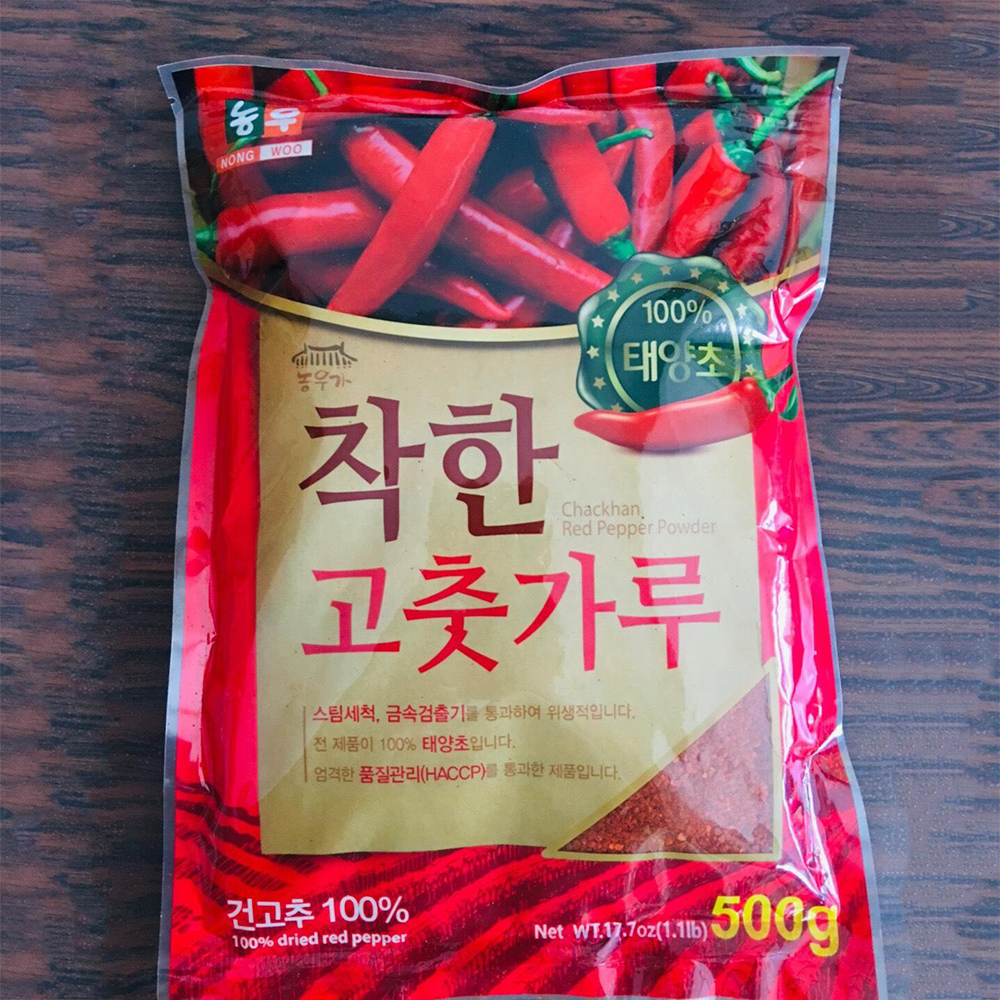 농우
NONG WOO
100%
태양초
농우가
착한
Chackhan
Red Pepper Powder
고춧가루
스팀세척, 금속검출기를 통과하여 위생적입니다.
전 제품이 100% 태양초입니다.
엄격한 품질관리(HACCP)를 통과한 제품입니다.
건고추 100%
100% dried red pepper
Net WT.17.7oz(1.1lb) 500g